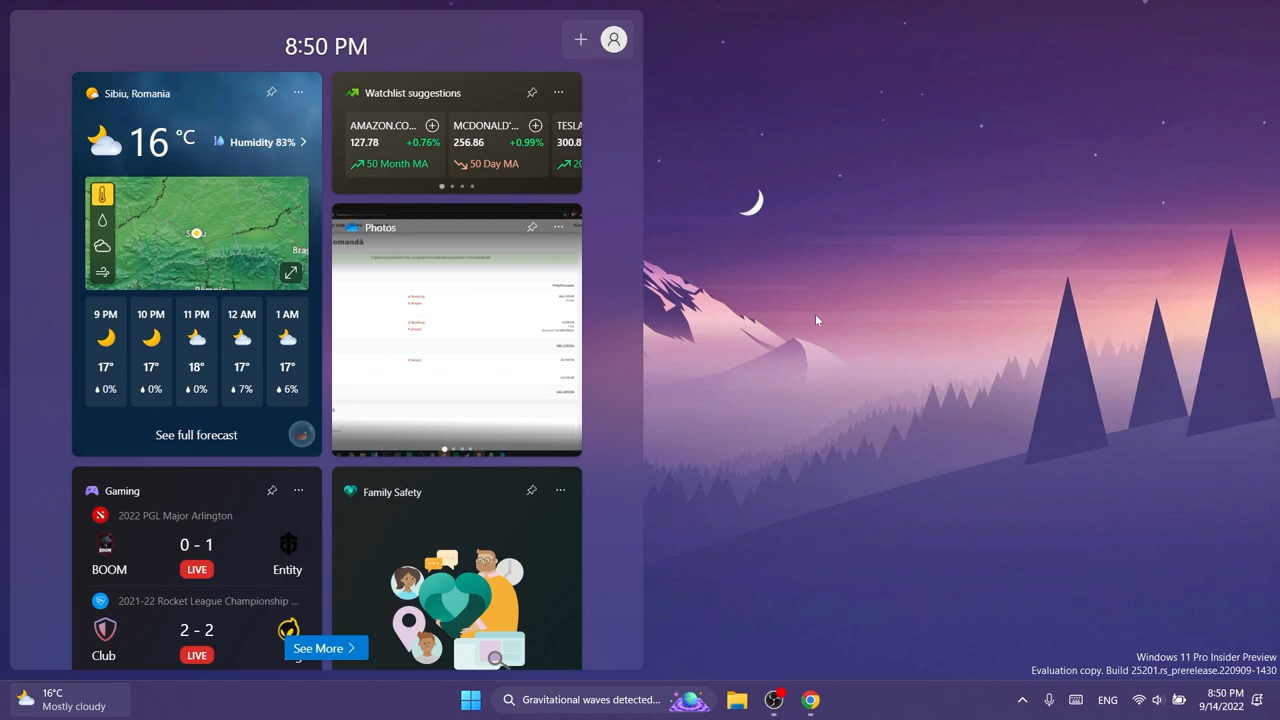 8:50 PM
Sibiu, Romania
16 °C
Humidity 83%
Sibiu
9 PM 10 PM 11 PM 12 AM 1 AM
17° 17° 18° 17° 17°
0% 0% 0% 7% 6%
See full forecast
Watchlist suggestions
AMAZON.CO... MCDONALD'... TESLA
127.78 +0.76% 256.86 +0.99% 300.8
50 Month MA 50 Day MA 20
Photos
omandă
Gaming
2022 PGL Major Arlington
0 - 1
BOOM Entity
LIVE
2021-22 Rocket League Championship ...
2 - 2
Club
LIVE
Family Safety
See More
Windows 11 Pro Insider Preview
Evaluation copy. Build 25201.rs_prerelease.220909-1430
16°C
Mostly cloudy
Gravitational waves detected...
ENG
8:50 PM
9/14/2022